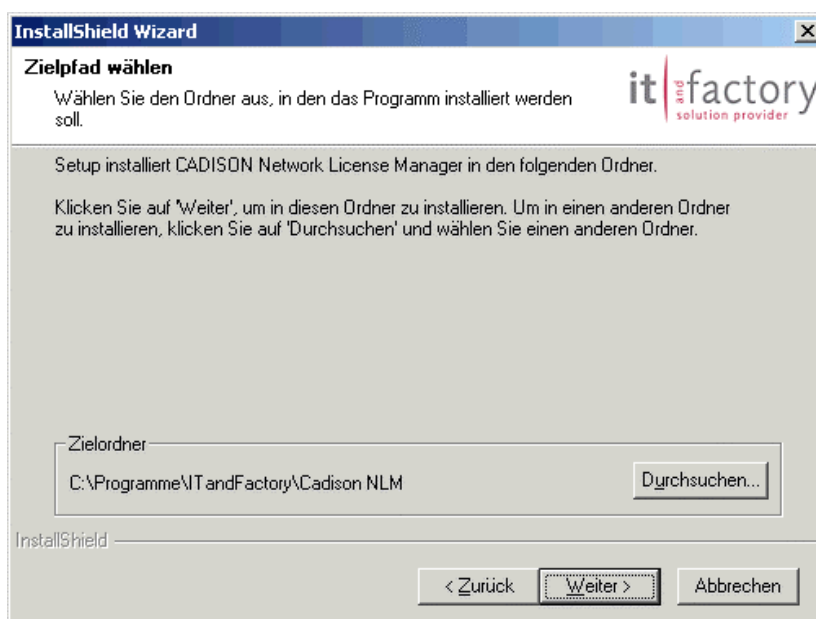 InstallShield Wizard
Zielpfad wählen
Wählen Sie den Ordner aus, in den das Programm installiert werden
soll.
it and factory
solution provider
Setup installiert CADISON Network License Manager in den folgenden Ordner.
Klicken Sie auf 'Weiter', um in diesen Ordner zu installieren. Um in einen anderen Ordner
zu installieren, klicken Sie auf 'Durchsuchen' und wählen Sie einen anderen Ordner.
Zielordner
C:\Programme\ITandFactory\Cadison NLM
Durchsuchen...
InstallShield
< Zurück
Weiter >
Abbrechen